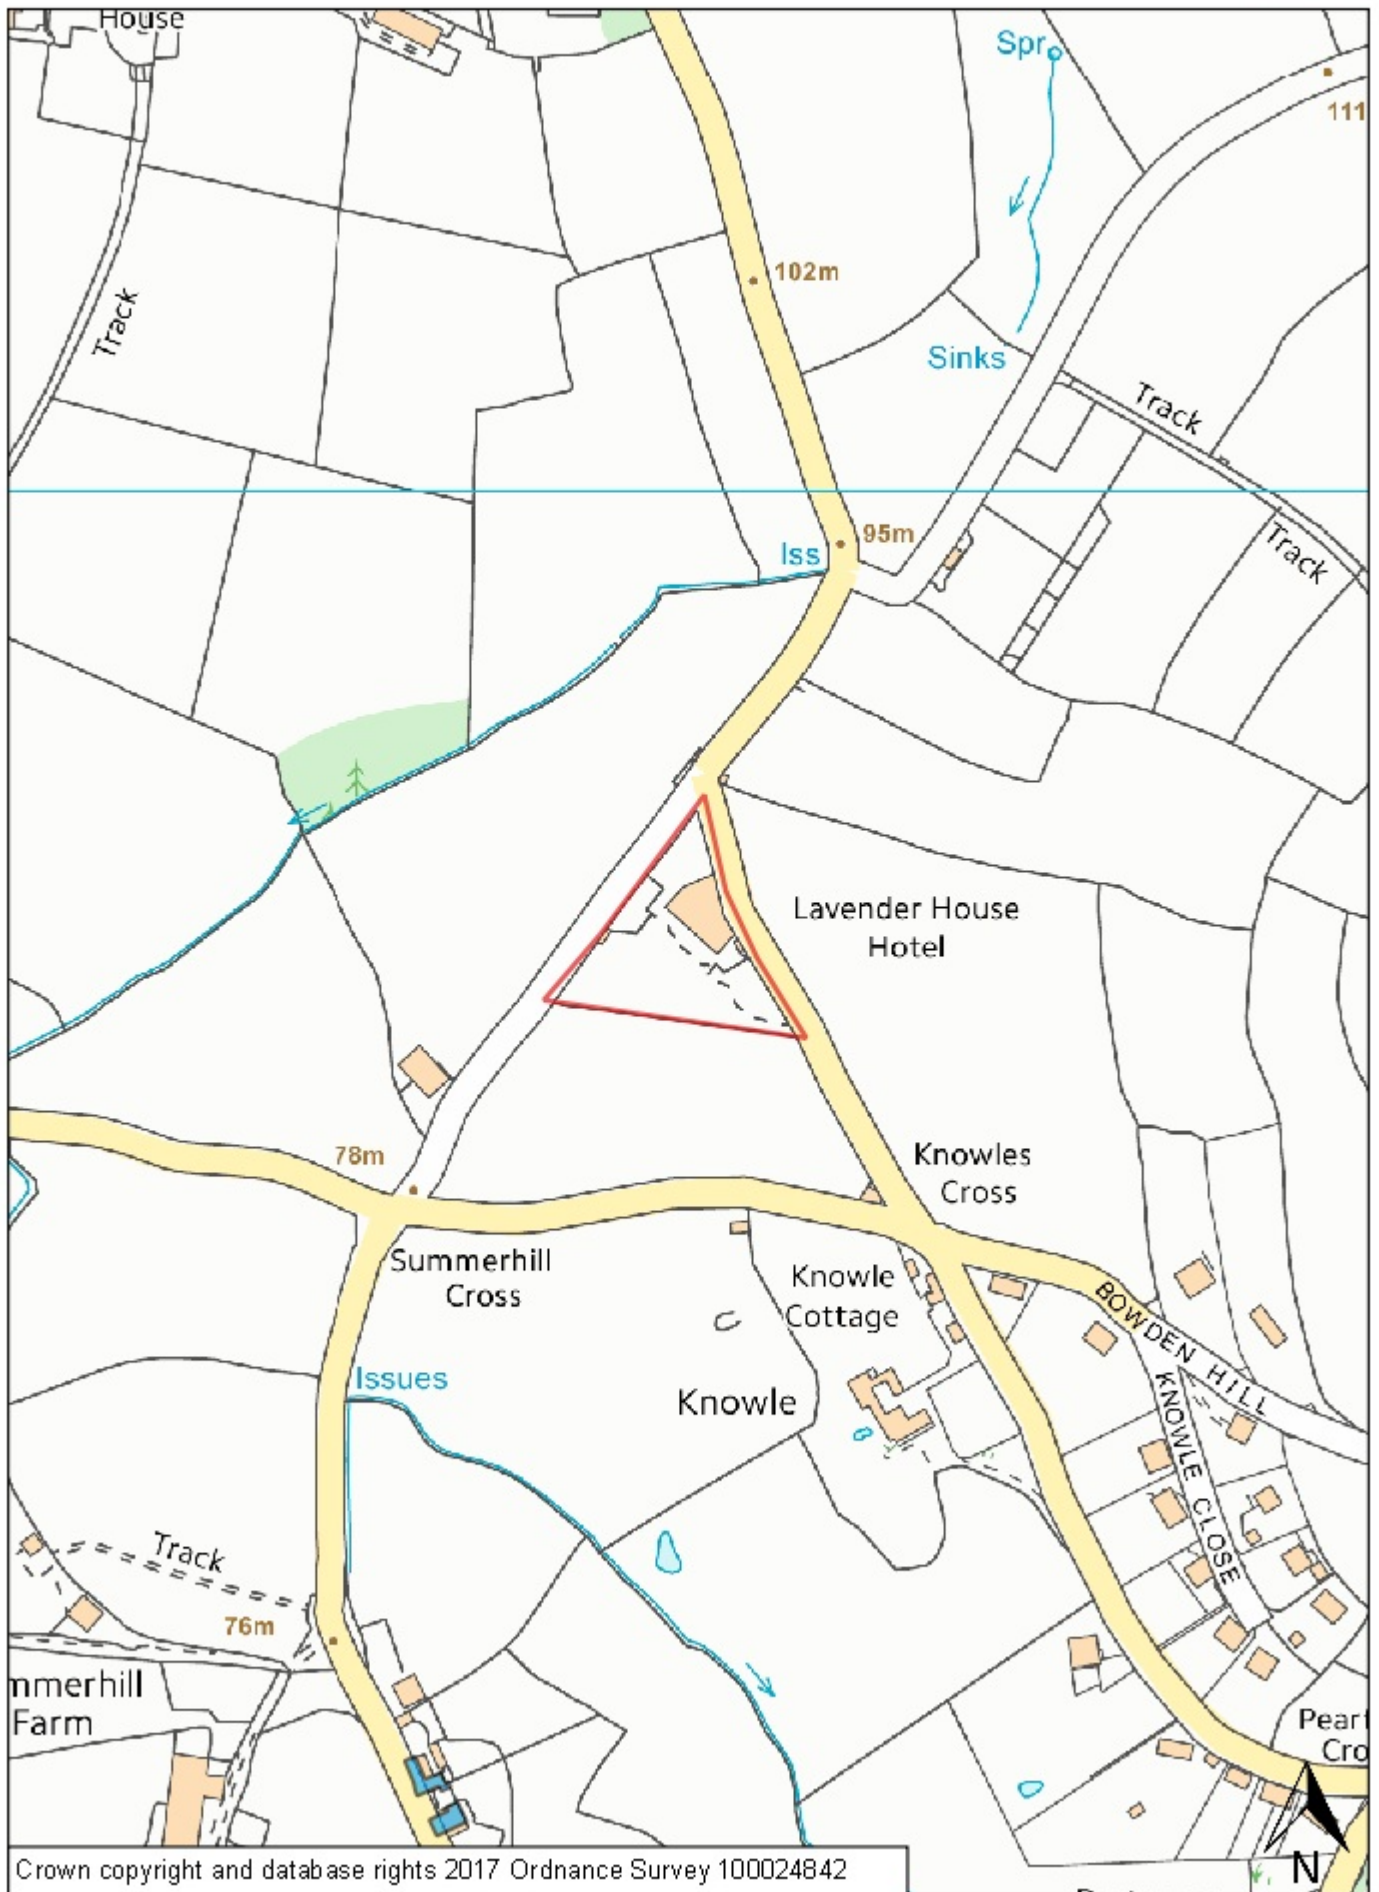 House
Spr
111
102m
Track
Sinks
Track
95m
Iss
Track
Lavender House
Hotel
Knowles
Cross
78m
Summerhill
Cross
Knowle
Cottage
BOWDEN HILL
Issues
Knowle
KNOWLE CLOSE
Track
76m
mmerhill
Farm
Peart
Cro
N
Crown copyright and database rights 2017 Ordnance Survey 100024842